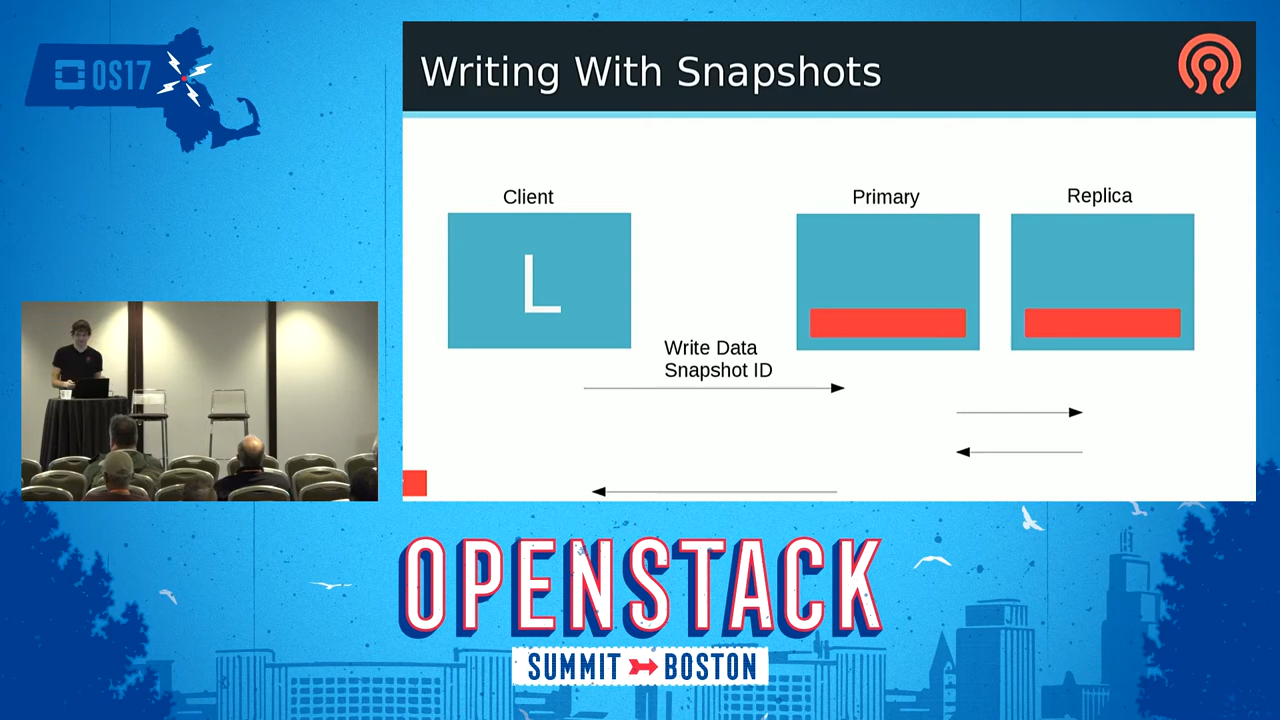 OS17
Writing With Snapshots
Client
Primary
Replica
L
Write Data
Snapshot ID
OPENSTACK
SUMMIT BOSTON